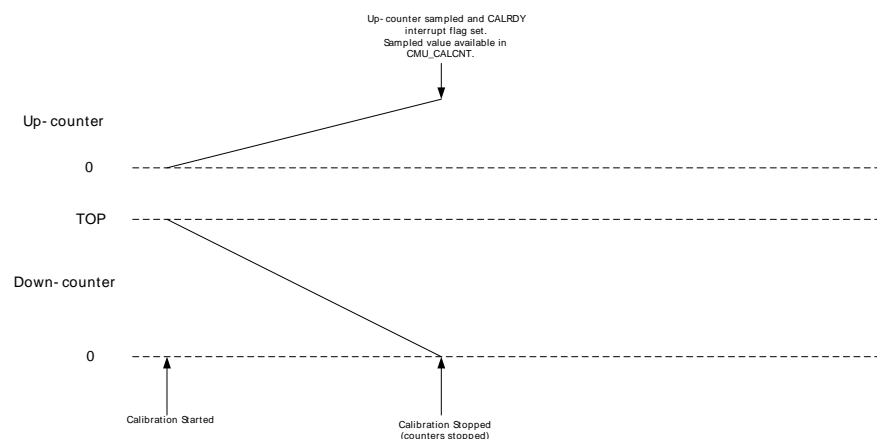 Up-counter sampled and CALRDY
interrupt flag set.
Sampled value available in
CMU_CALCNT.
Up-counter
0
TOP
Down-counter
0
Calibration Started
Calibration Stopped
(counters stopped)